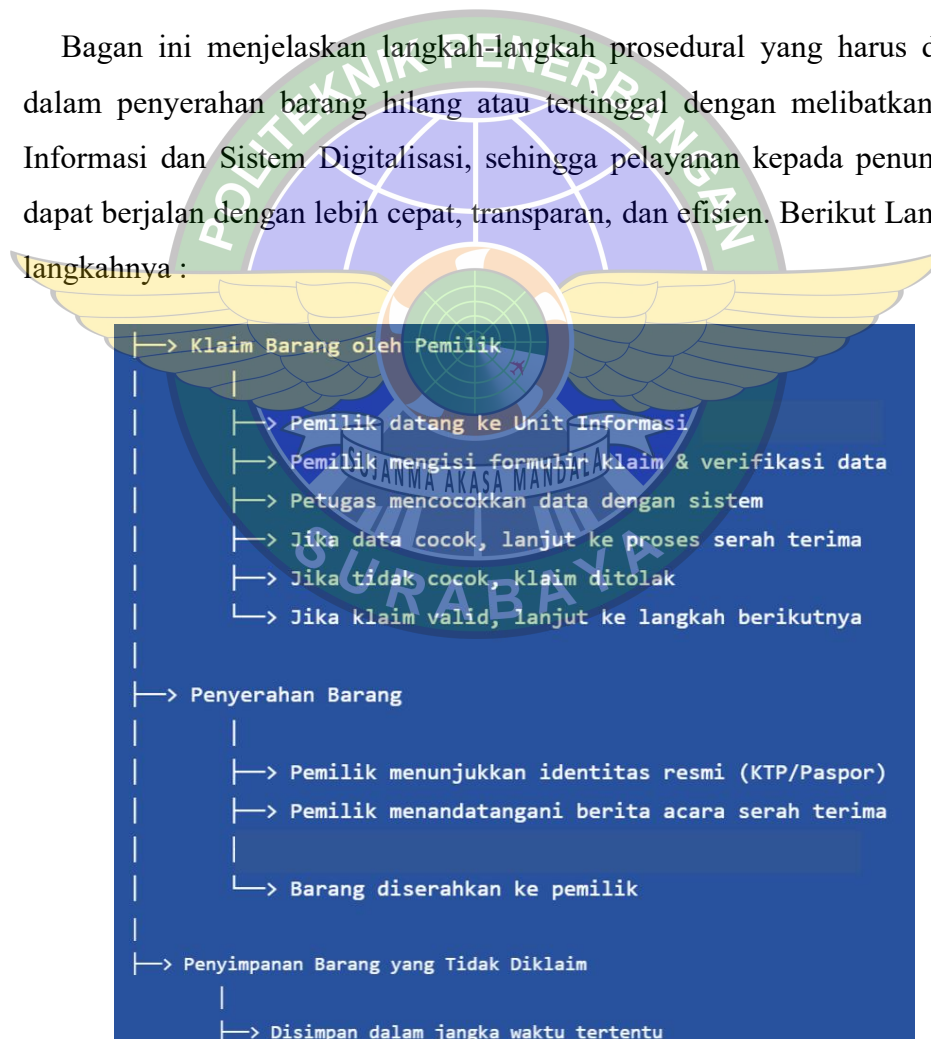 Bagan ini menjelaskan langkah-langkah prosedural yang harus d
dalam penyerahan barang hilang atau tertinggal dengan melibatkan
Informasi dan Sistem Digitalisasi, sehingga pelayanan kepada penun
dapat berjalan dengan lebih cepat, transparan, dan efisien. Berikut Lan
langkahnya :
POLITEKNIK PENERBANGAN
├──> Klaim Barang oleh Pemilik
│ │
│ ├──> Pemilik datang ke Unit Informasi
│ ├──> Pemilik mengisi formulir klaim & verifikasi data
│ ├──> Petugas mencocokkan data dengan sistem
│ ├──> Jika data cocok, lanjut ke proses serah terima
│ ├──> Jika tidak cocok, klaim ditolak
│ └──> Jika klaim valid, lanjut ke langkah berikutnya
│
SURABAYA
├──> Penyerahan Barang
│ │
│ ├──> Pemilik menunjukkan identitas resmi (KTP/Paspor)
│ ├──> Pemilik menandatangani berita acara serah terima
│ │
│ └──> Barang diserahkan ke pemilik
│
├──> Penyimpanan Barang yang Tidak Diklaim
│
├──> Disimpan dalam jangka waktu tertentu